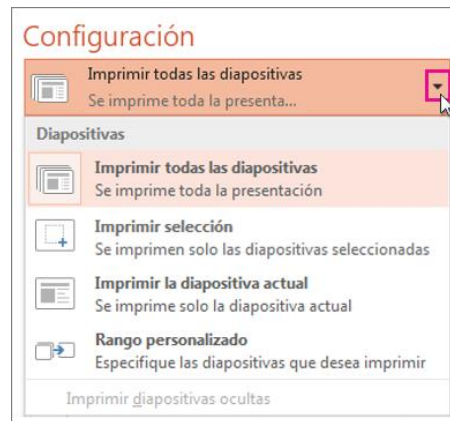 Configuración
Imprimir todas las diapositivas
Se imprime toda la presenta...
Diapositivas
Imprimir todas las diapositivas
Se imprime toda la presentación
Imprimir selección
Se imprimen solo las diapositivas seleccionadas
Imprimir la diapositiva actual
Se imprime solo la diapositiva actual
Rango personalizado
Especifique las diapositivas que desea imprimir
Imprimir diapositivas ocultas